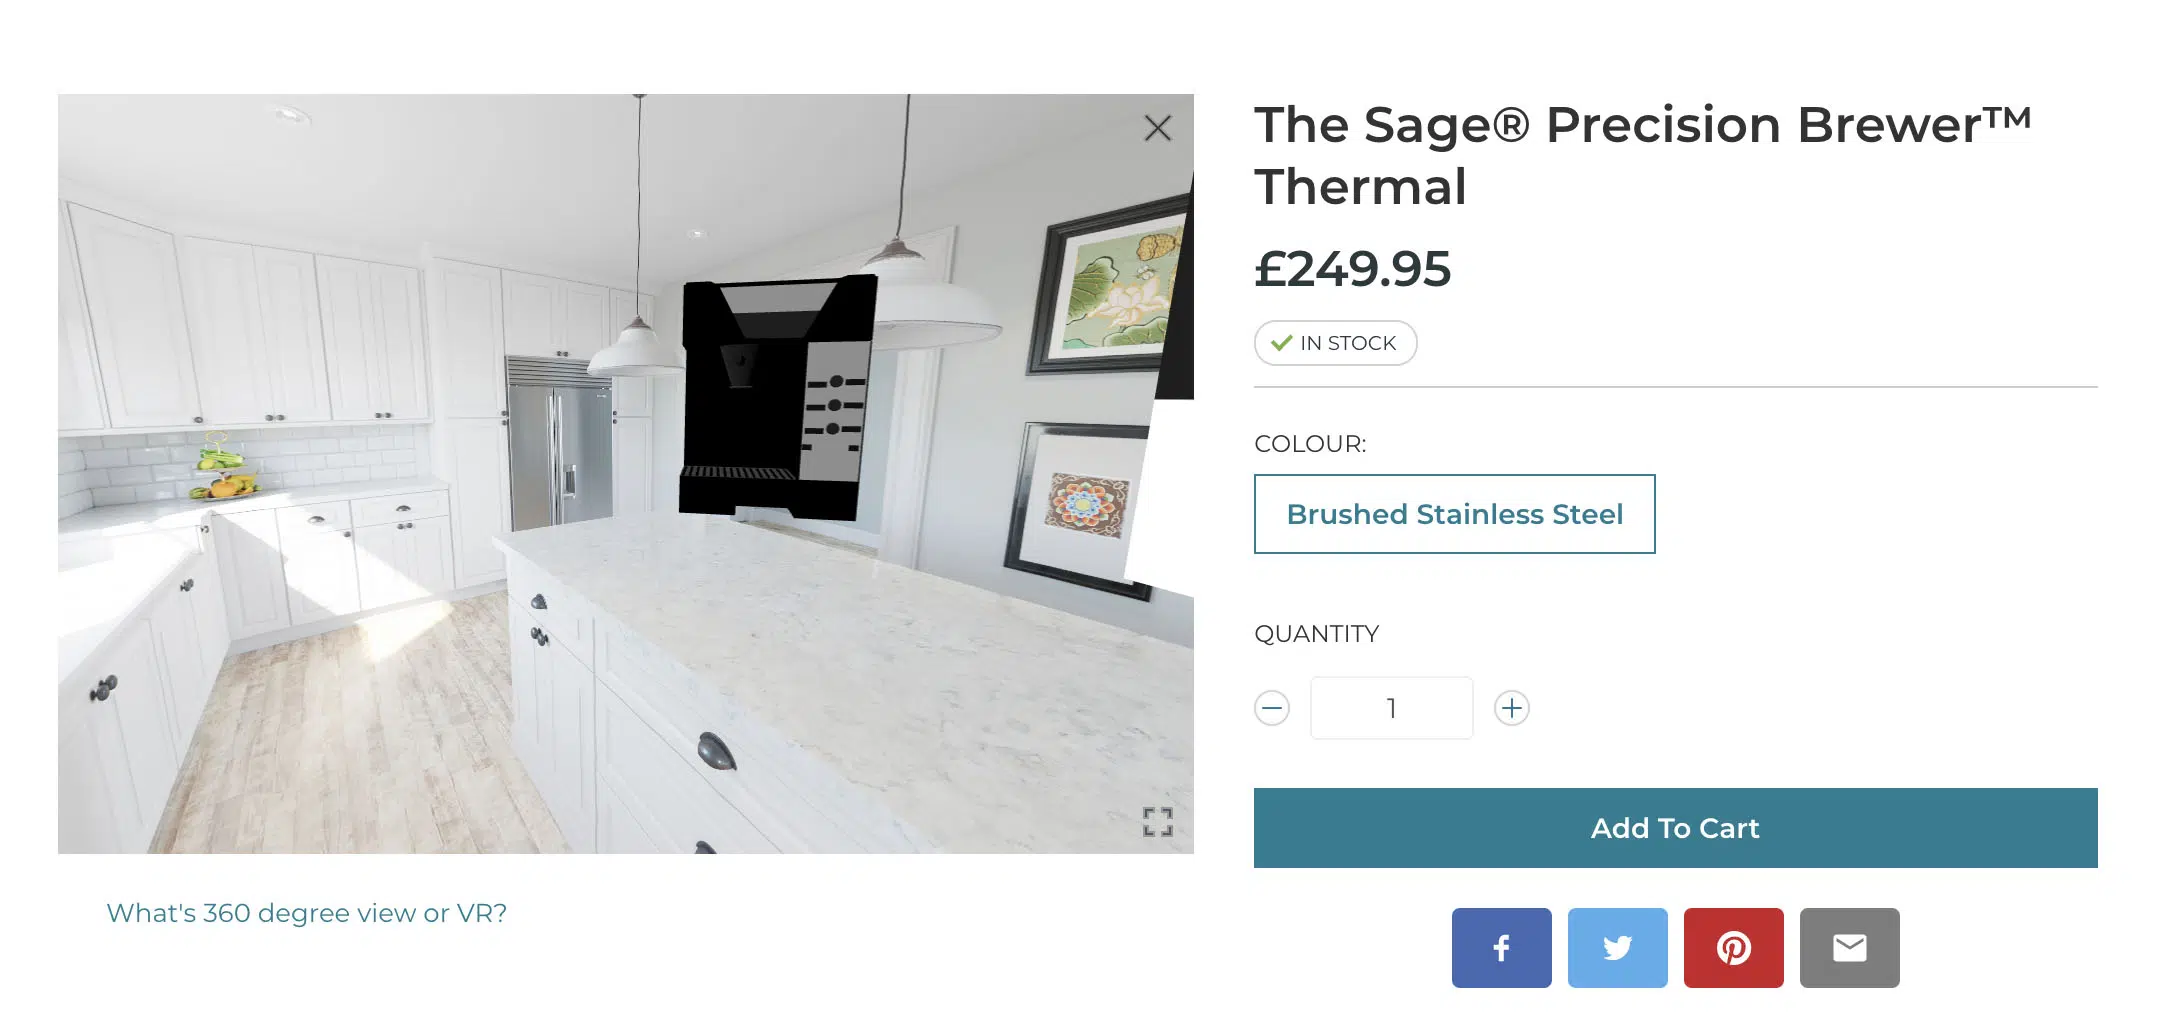 The Sage® Precision Brewer™
Thermal
£249.95
IN STOCK
COLOUR:
Brushed Stainless Steel
QUANTITY
1
Add To Cart
What's 360 degree view or VR?